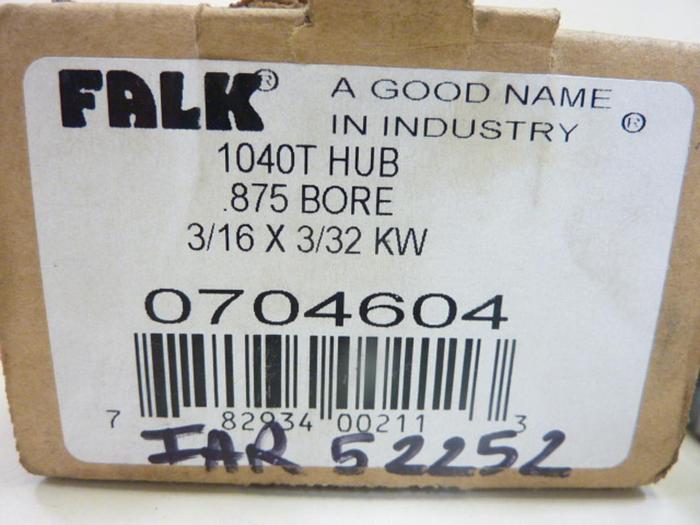 FALK® A GOOD NAME
IN INDUSTRY ®
1040T HUB
.875 BORE
3/16 X 3/32 KW
0704604
7 82934 00211 3
IAR 52252